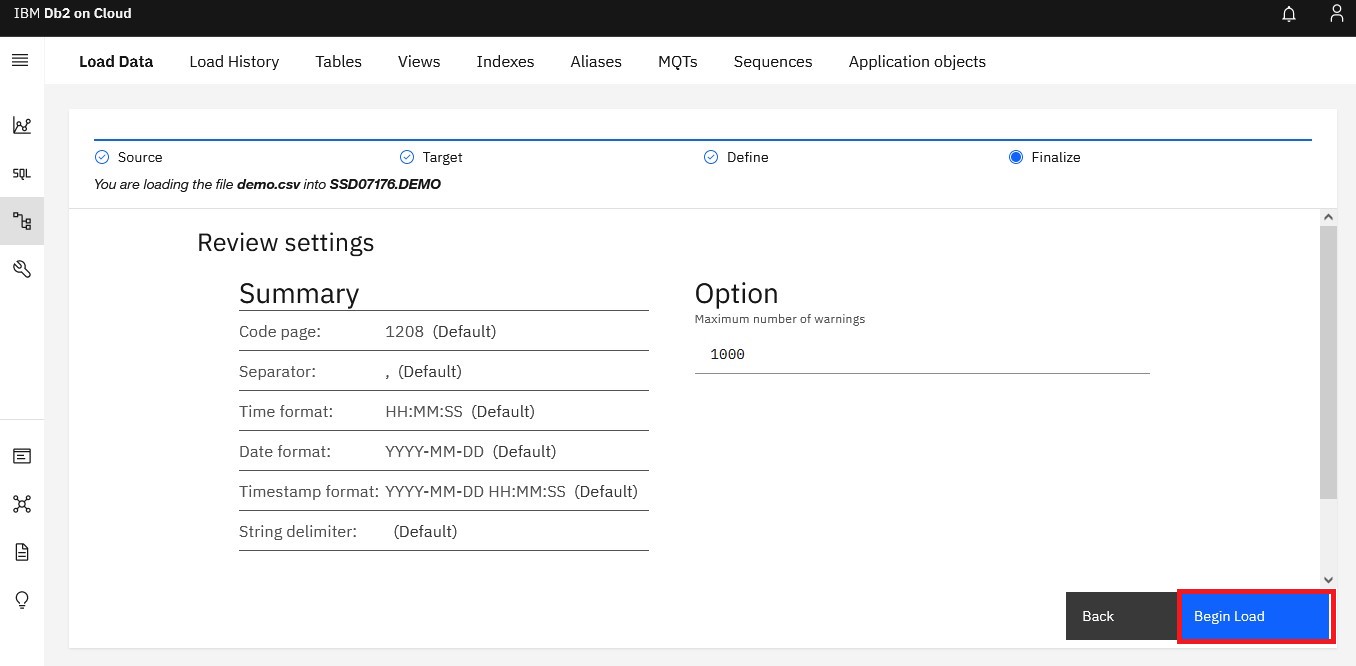 IBM Db2 on Cloud
Load Data Load History Tables Views Indexes Aliases MQTs Sequences Application objects
SQL
Source Target Define Finalize
You are loading the file demo.csv into SSD07176.DEMO
Review settings
Summary
Code page: 1208 (Default)
Separator: , (Default)
Time format: HH:MM:SS (Default)
Date format: YYYY-MM-DD (Default)
Timestamp format: YYYY-MM-DD HH:MM:SS (Default)
String delimiter: (Default)
Option
Maximum number of warnings
1000
Back Begin Load